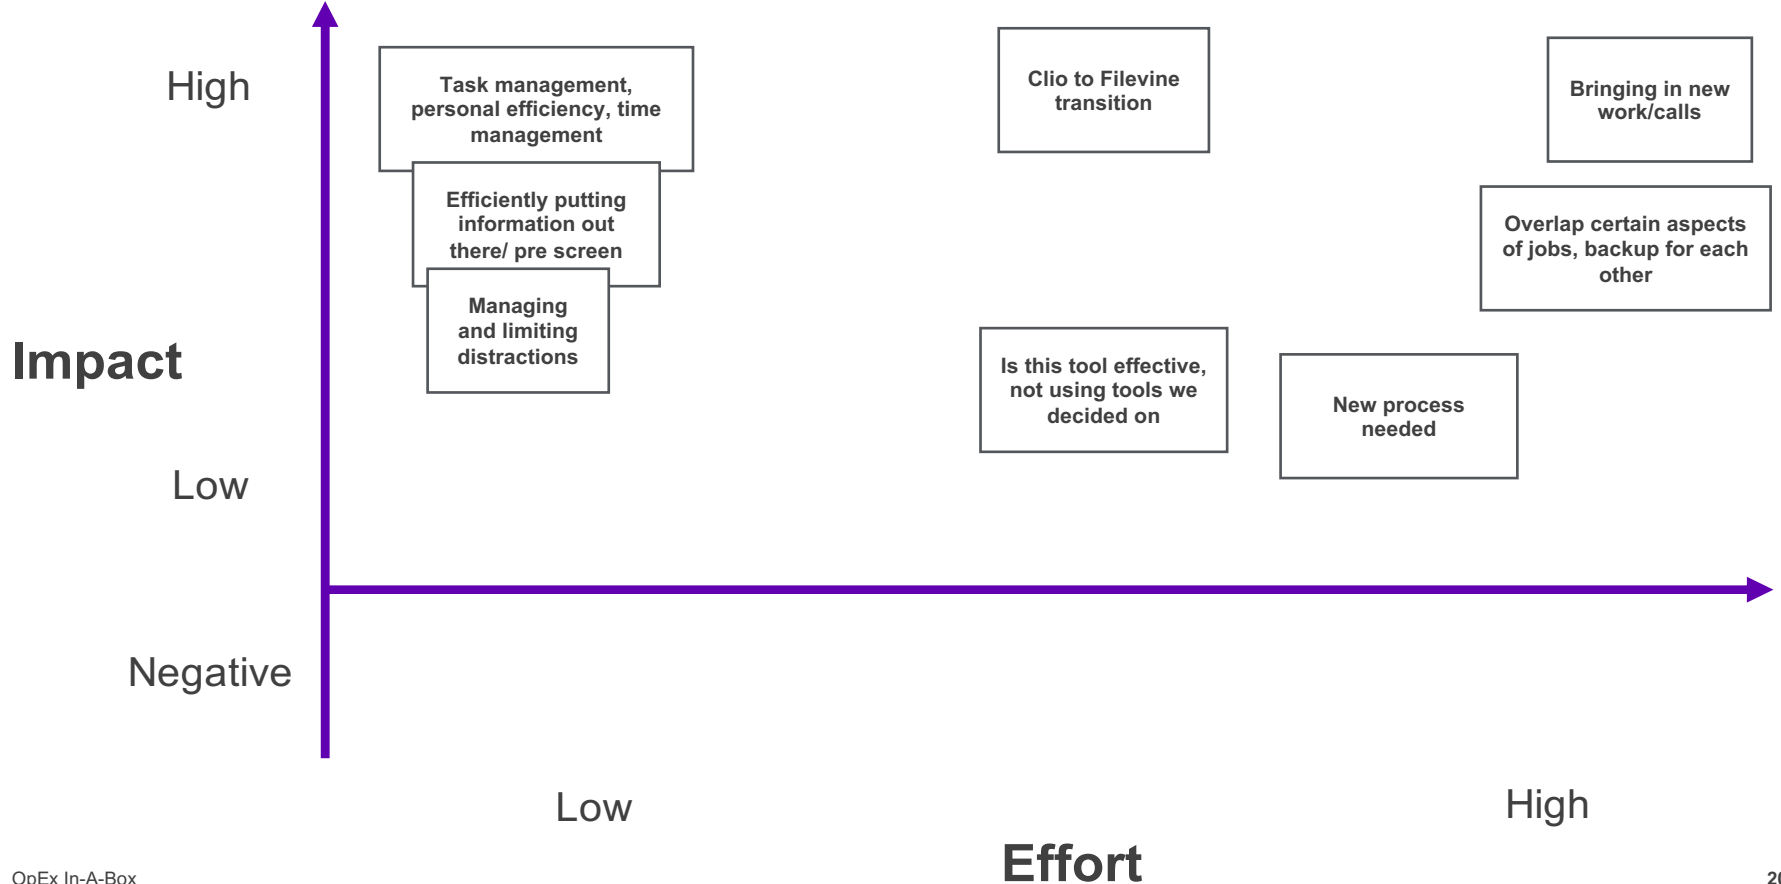 High
Task management,
personal efficiency, time
management
Clio to Filevine
transition
Bringing in new
work/calls
Efficiently putting
information out
there/ pre screen
Overlap certain aspects
of jobs, backup for each
other
Managing
and limiting
distractions
Impact
Is this tool effective,
not using tools we
decided on
New process
needed
Low
Negative
Low
High
Effort
OpEx In-A-Box